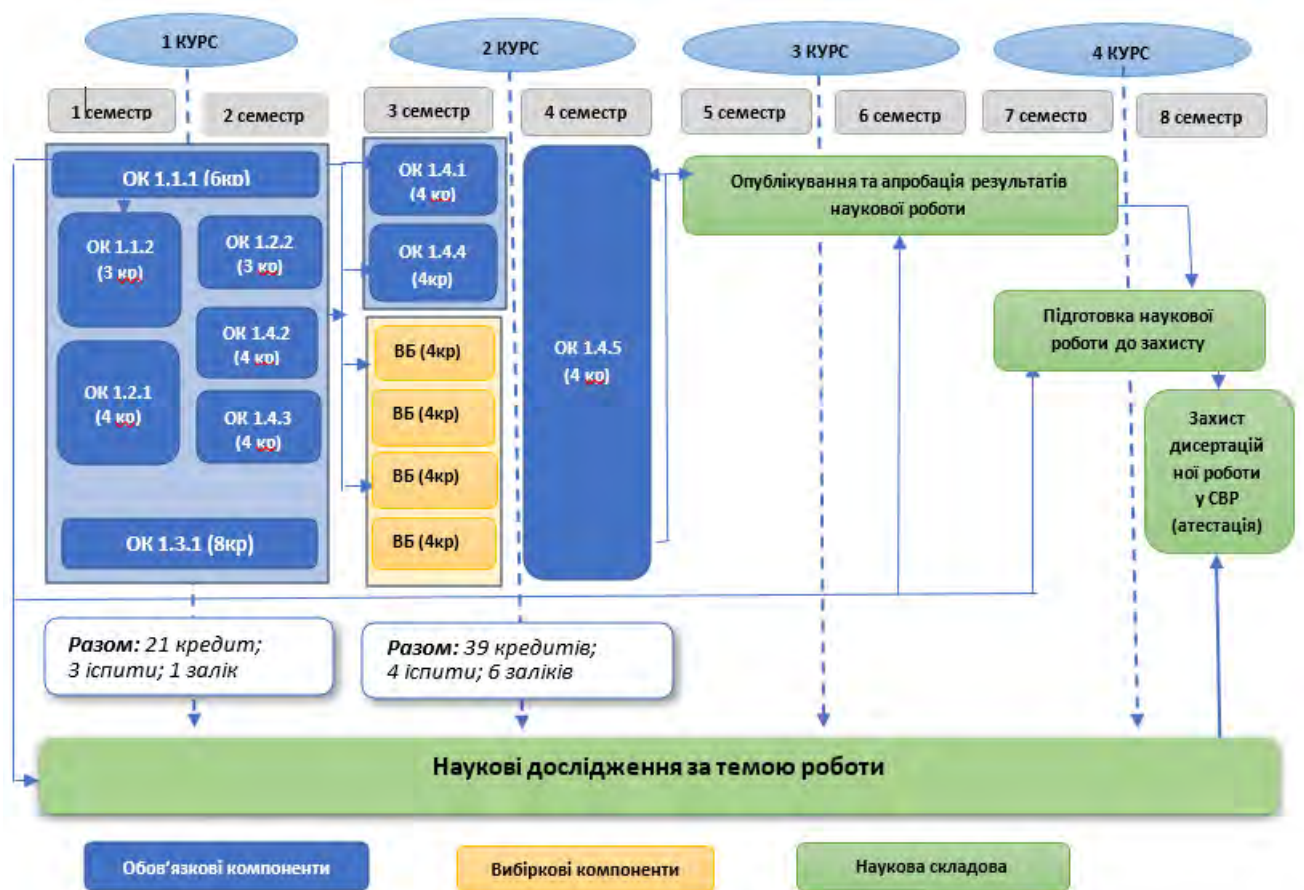 1 КУРС
2 КУРС
3 КУРС
4 КУРС
1 семестр
2 семестр
3 семестр
4 семестр
5 семестр
6 семестр
7 семестр
8 семестр
ОК 1.1.1 (6кр)
ОК 1.1.2
(3 кр)
ОК 1.2.1
(4 кр)
ОК 1.2.2
(3 кр)
ОК 1.4.2
(4 кр)
ОК 1.4.3
(4 кр)
ОК 1.3.1 (8кр)
ОК 1.4.1
(4 кр)
ОК 1.4.4
(4кр)
ВБ (4кр)
ВБ (4кр)
ВБ (4кр)
ВБ (4кр)
ОК 1.4.5
(4 кр)
Опублікування та апробація результатів
наукової роботи
Підготовка наукової
роботи до захисту
Захист
дисертацій
ної роботи
у СВР
(атестація)
Разом: 21 кредит;
3 іспити; 1 залік
Разом: 39 кредитів;
4 іспити; 6 заліків
Наукові дослідження за темою роботи
Обов'язкові компоненти
Вибіркові компоненти
Наукова складова